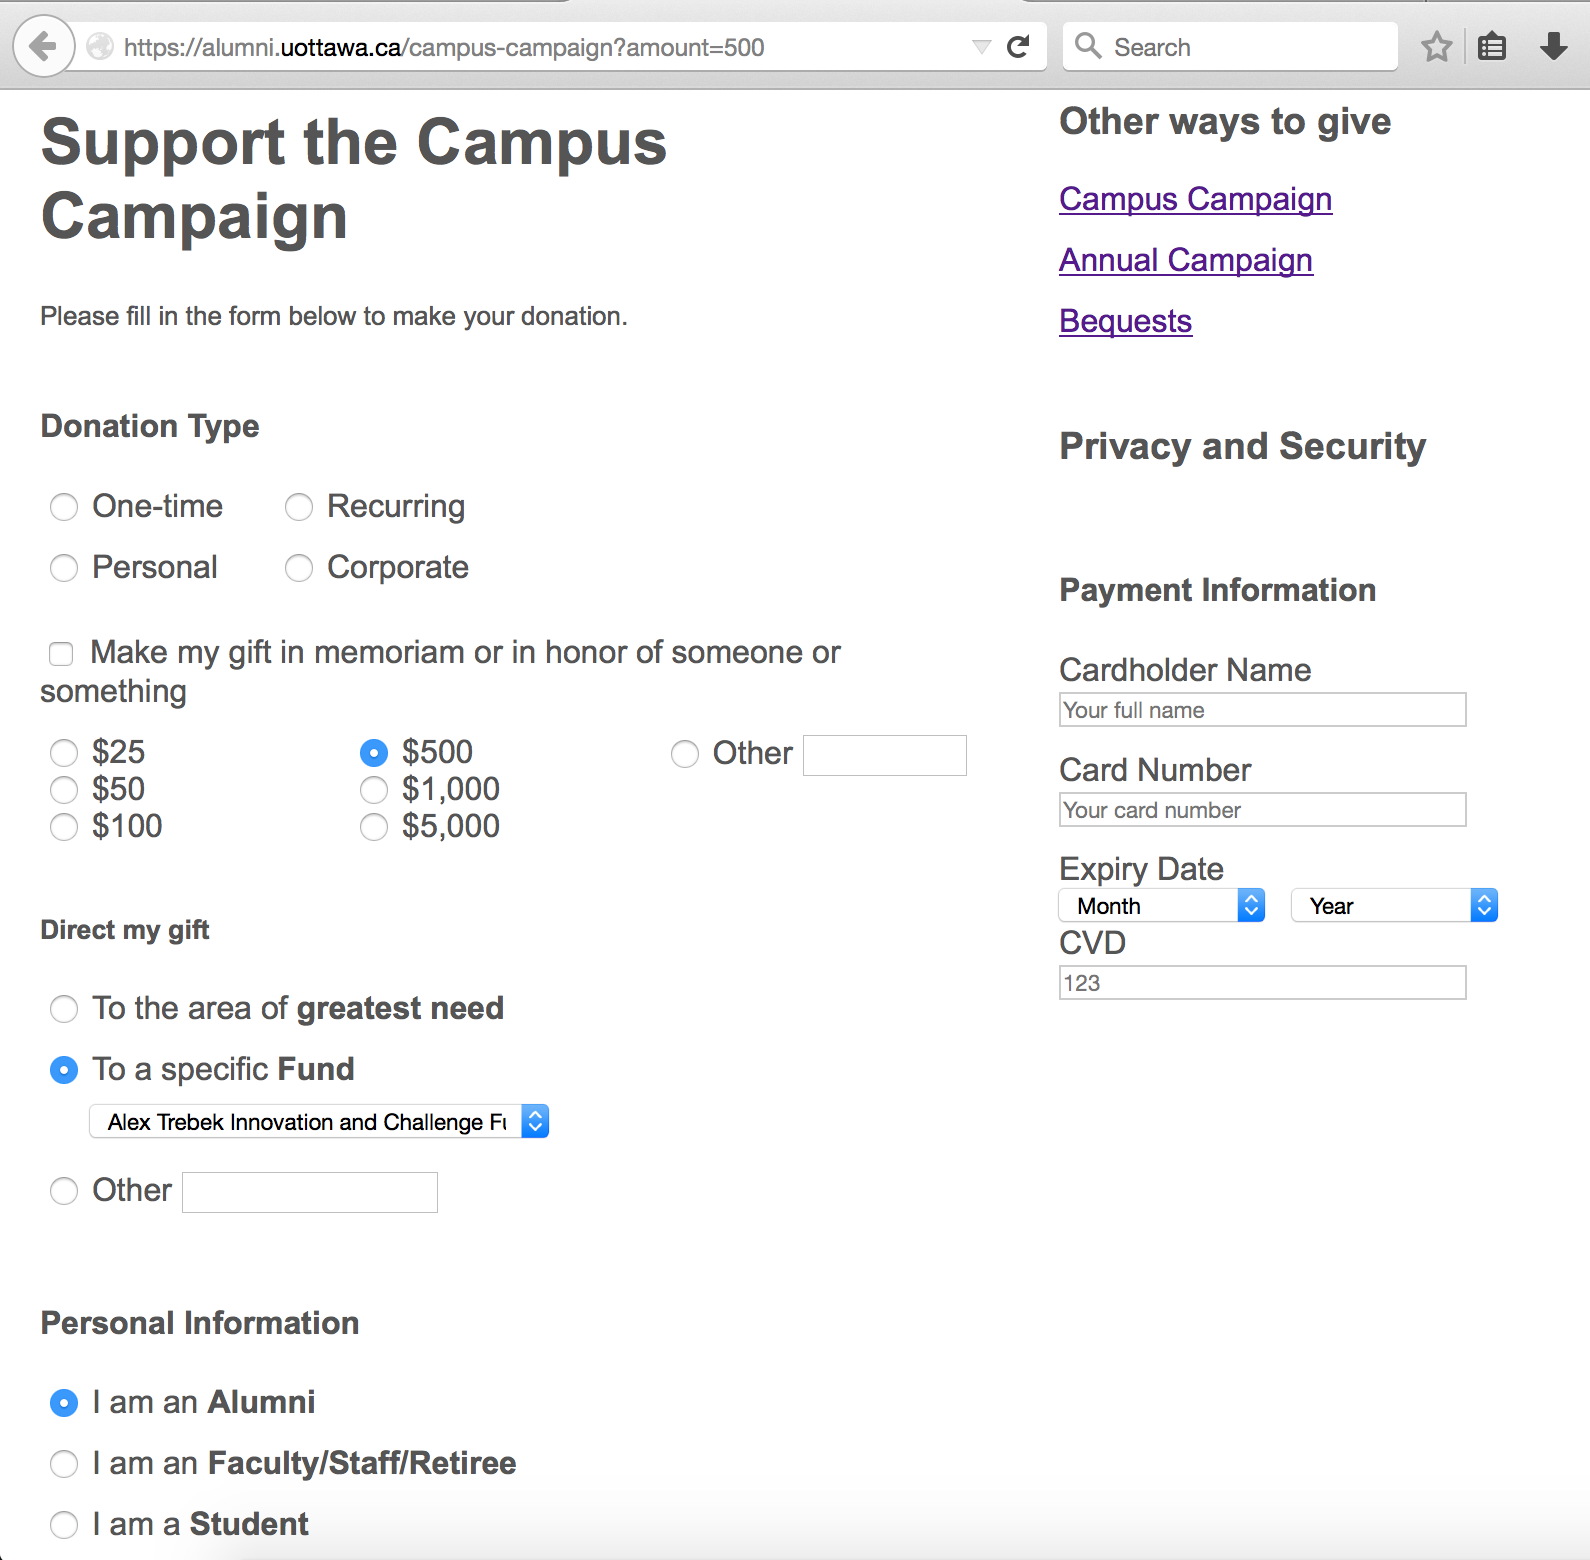 https://alumni.uottawa.ca/campus-campaign?amount=500
Search
Support the Campus
Campaign
Please fill in the form below to make your donation.
Donation Type
One-time Recurring
Personal Corporate
Make my gift in memoriam or in honor of someone or
something
$25 $500 Other
$50 $1,000
$100 $5,000
Direct my gift
To the area of greatest need
To a specific Fund
Alex Trebek Innovation and Challenge
Other
Personal Information
I am an Alumni
I am an Faculty/Staff/Retiree
I am a Student
Other ways to give
Campus Campaign
Annual Campaign
Bequests
Privacy and Security
Payment Information
Cardholder Name
Your full name
Card Number
Your card number
Expiry Date
Month Year
CVD
123